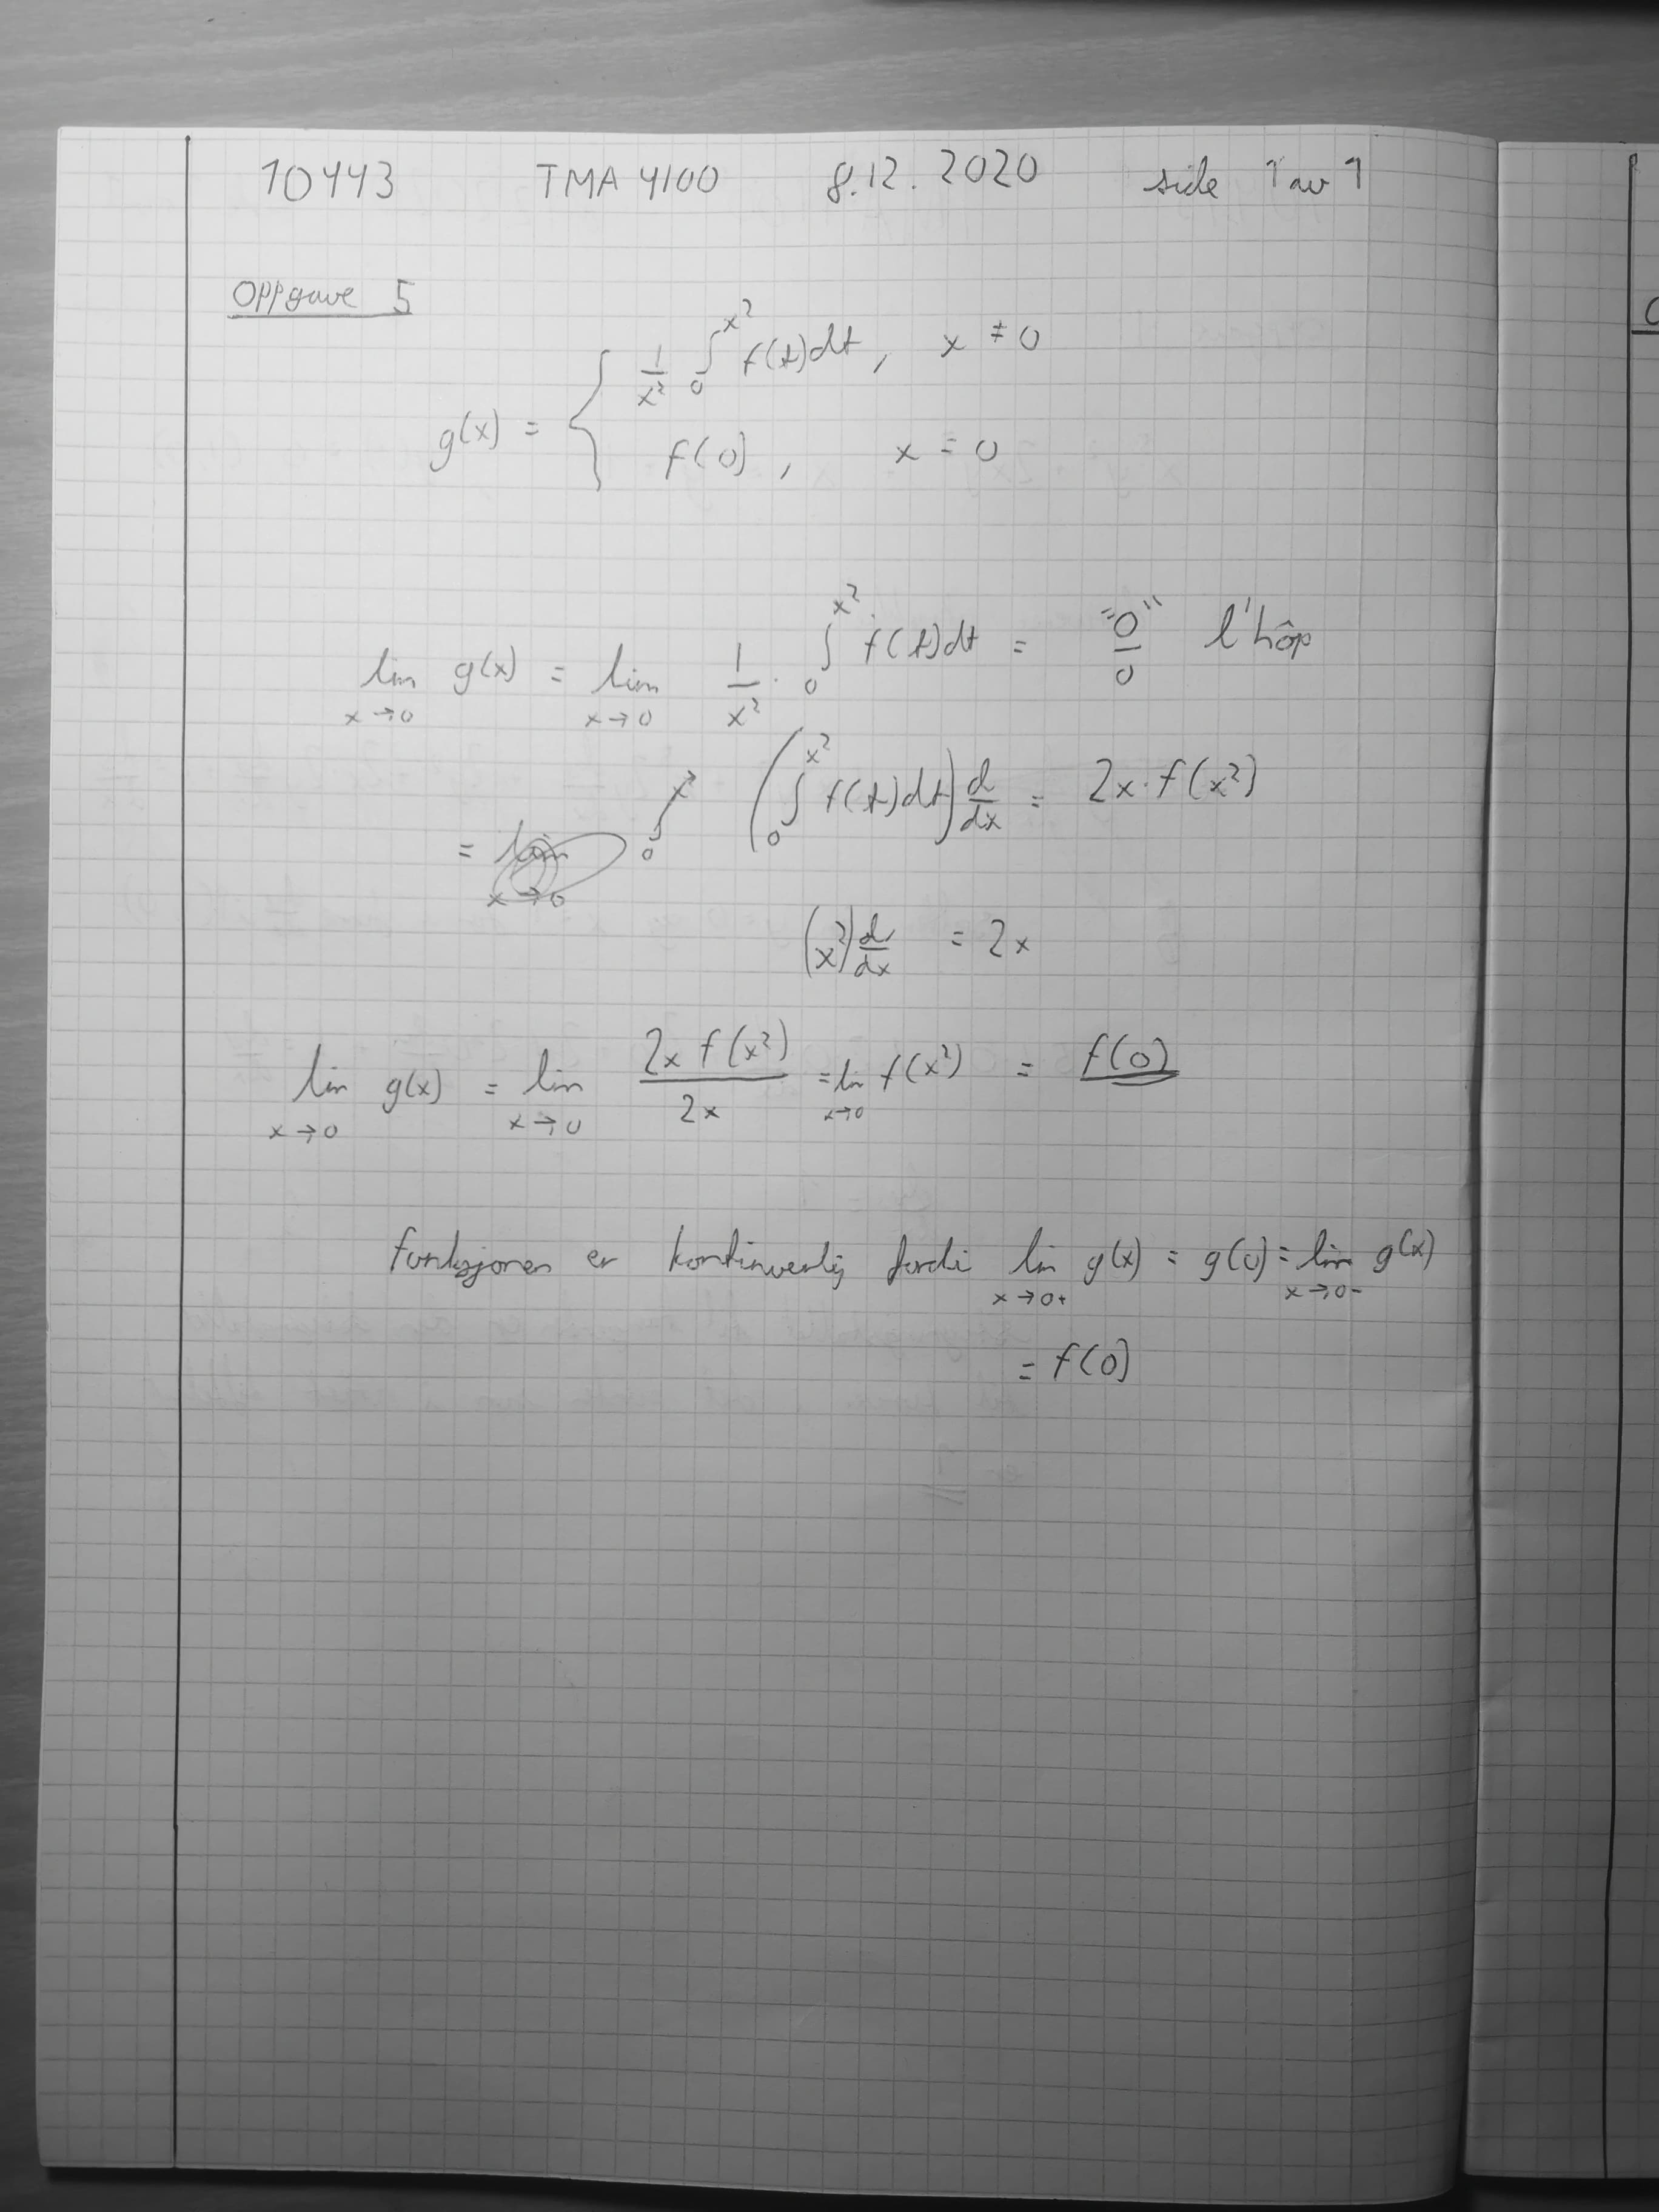 10443 TMA 4100 8.12.2020 side 1 av 1
Oppgave 5
g(x) = { 1/x² ∫₀^x² f(t)dt, x ≠ 0
f(0), x = 0
lim x→0 g(x) = lim x→0 1/x² · ∫₀^x² f(t)dt = "0"/0 l'hôp
= lim x→0 (∫₀^x² f(t)dt) d/dx = 2x·f(x²)
(x²) d/dx = 2x
lim x→0 g(x) = lim x→0 2x f(x²)/2x = lim x→0 f(x²) = f(0)
Funksjonen er kontinuerlig fordi lim x→0+ g(x) = g(0) = lim x→0- g(x)
= f(0)